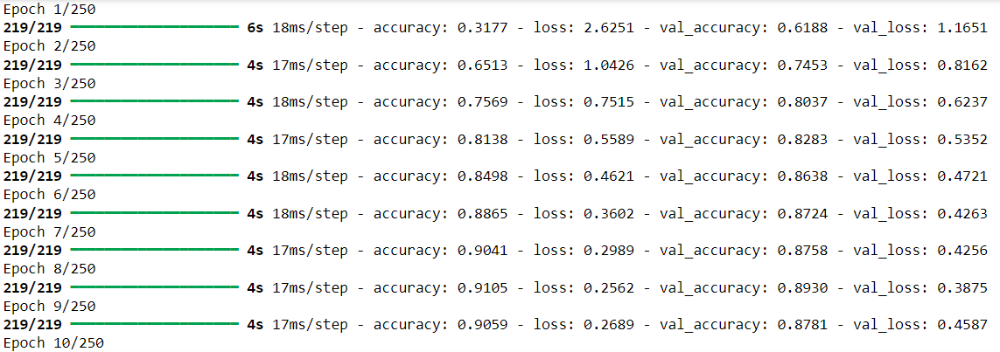 Epoch 1/250
219/219 ━━━━━━━━━━━━━━━━━━━━ 6s 18ms/step - accuracy: 0.3177 - loss: 2.6251 - val_accuracy: 0.6188 - val_loss: 1.1651
Epoch 2/250
219/219 ━━━━━━━━━━━━━━━━━━━━ 4s 17ms/step - accuracy: 0.6513 - loss: 1.0426 - val_accuracy: 0.7453 - val_loss: 0.8162
Epoch 3/250
219/219 ━━━━━━━━━━━━━━━━━━━━ 4s 18ms/step - accuracy: 0.7569 - loss: 0.7515 - val_accuracy: 0.8037 - val_loss: 0.6237
Epoch 4/250
219/219 ━━━━━━━━━━━━━━━━━━━━ 4s 17ms/step - accuracy: 0.8138 - loss: 0.5589 - val_accuracy: 0.8283 - val_loss: 0.5352
Epoch 5/250
219/219 ━━━━━━━━━━━━━━━━━━━━ 4s 18ms/step - accuracy: 0.8498 - loss: 0.4621 - val_accuracy: 0.8638 - val_loss: 0.4721
Epoch 6/250
219/219 ━━━━━━━━━━━━━━━━━━━━ 4s 18ms/step - accuracy: 0.8865 - loss: 0.3602 - val_accuracy: 0.8724 - val_loss: 0.4263
Epoch 7/250
219/219 ━━━━━━━━━━━━━━━━━━━━ 4s 17ms/step - accuracy: 0.9041 - loss: 0.2989 - val_accuracy: 0.8758 - val_loss: 0.4256
Epoch 8/250
219/219 ━━━━━━━━━━━━━━━━━━━━ 4s 17ms/step - accuracy: 0.9105 - loss: 0.2562 - val_accuracy: 0.8930 - val_loss: 0.3875
Epoch 9/250
219/219 ━━━━━━━━━━━━━━━━━━━━ 4s 17ms/step - accuracy: 0.9059 - loss: 0.2689 - val_accuracy: 0.8781 - val_loss: 0.4587
Epoch 10/250